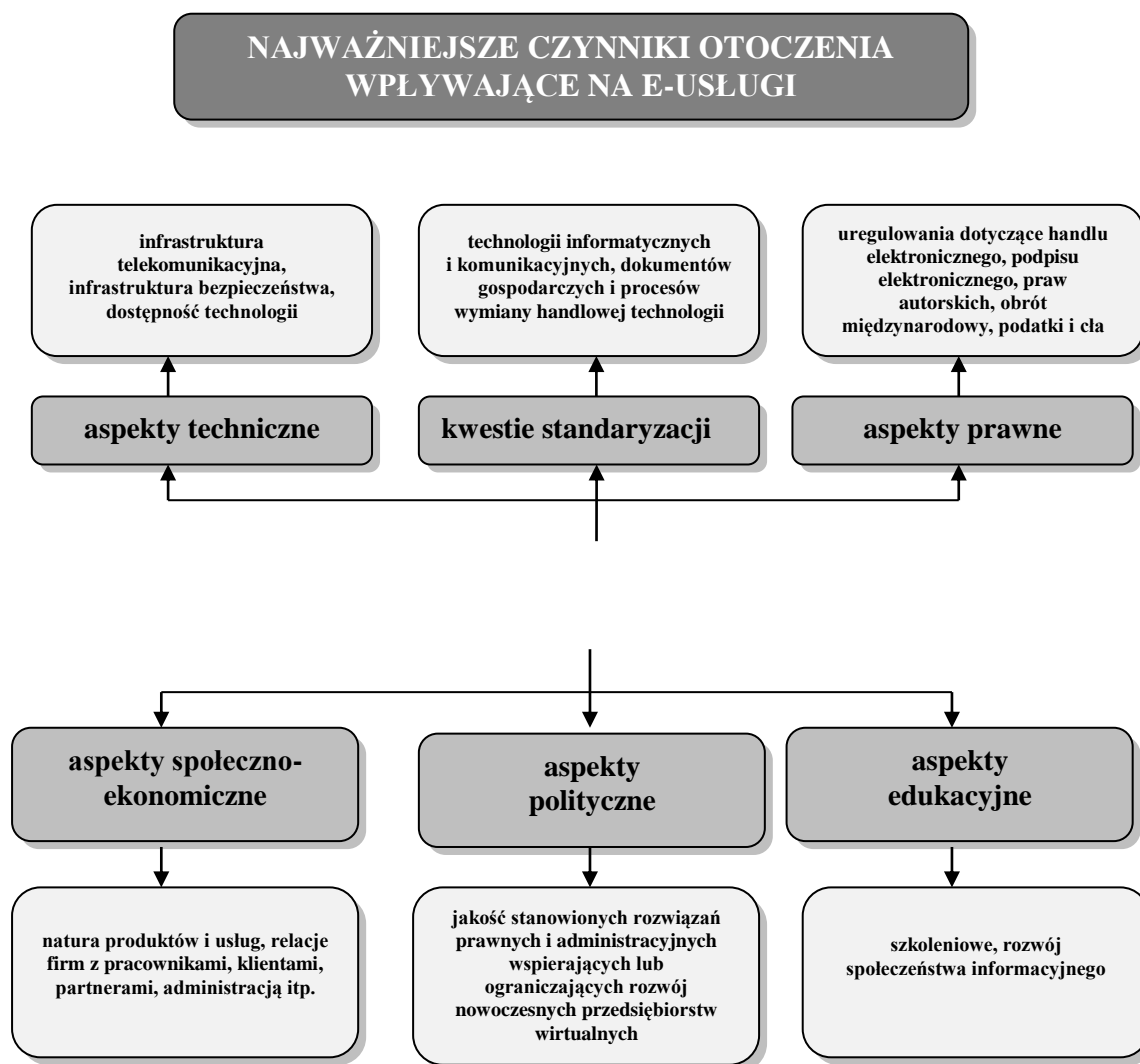 NAJWAŻNIEJSZE CZYNNIKI OTOCZENIA
WPŁYWAJĄCE NA E-USŁUGI
infrastruktura
telekomunikacyjna,
infrastruktura bezpieczeństwa,
dostępność technologii
technologii informatycznych
i komunikacyjnych, dokumentów
gospodarczych i procesów
wymiany handlowej technologii
uregulowania dotyczące handlu
elektronicznego, podpisu
elektronicznego, praw
autorskich, obrót
międzynarodowy, podatki i cła
aspekty techniczne
kwestie standaryzacji
aspekty prawne
aspekty społeczno-
ekonomiczne
aspekty
polityczne
aspekty
edukacyjne
natura produktów i usług, relacje
firm z pracownikami, klientami,
partnerami, administracją itp.
jakość stanowionych rozwiązań
prawnych i administracyjnych
wspierających lub
ograniczających rozwój
nowoczesnych przedsiębiorstw
wirtualnych
szkoleniowe, rozwój
społeczeństwa informacyjnego